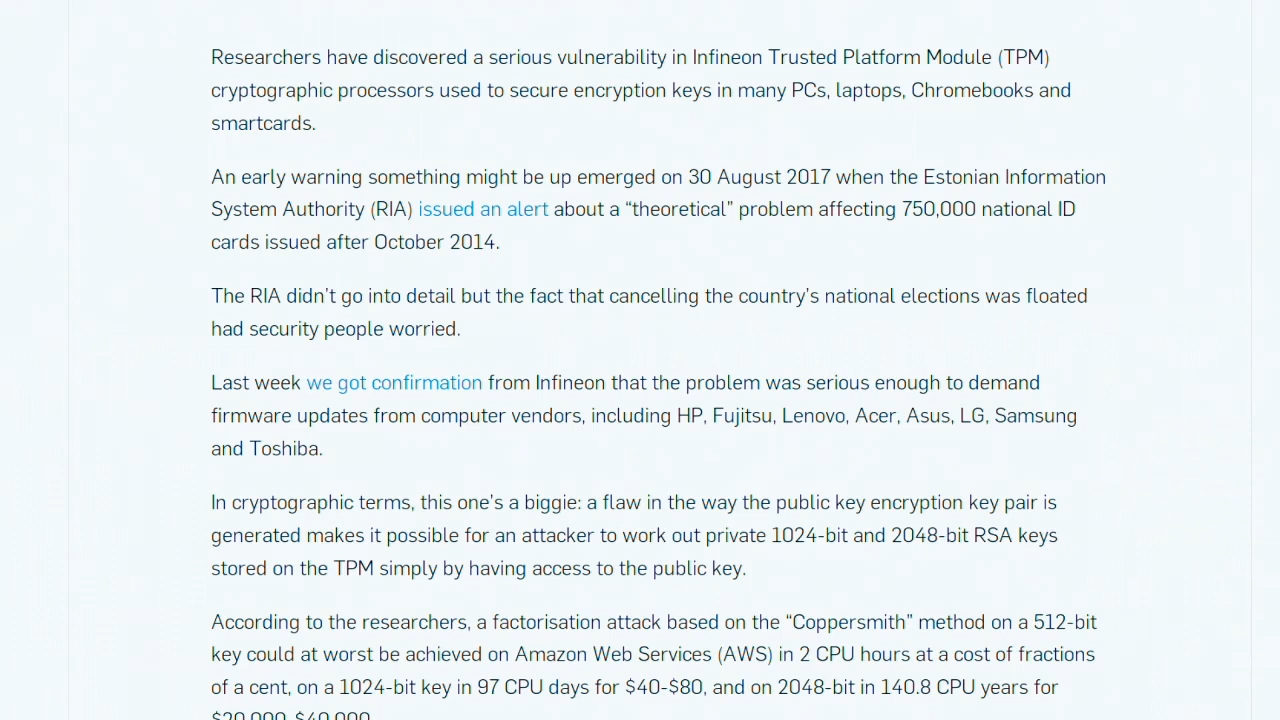 Researchers have discovered a serious vulnerability in Infineon Trusted Platform Module (TPM)
cryptographic processors used to secure encryption keys in many PCs, laptops, Chromebooks and
smartcards.
An early warning something might be up emerged on 30 August 2017 when the Estonian Information
System Authority (RIA) issued an alert about a “theoretical” problem affecting 750,000 national ID
cards issued after October 2014.
The RIA didn’t go into detail but the fact that cancelling the country’s national elections was floated
had security people worried.
Last week we got confirmation from Infineon that the problem was serious enough to demand
firmware updates from computer vendors, including HP, Fujitsu, Lenovo, Acer, Asus, LG, Samsung
and Toshiba.
In cryptographic terms, this one’s a biggie: a flaw in the way the public key encryption key pair is
generated makes it possible for an attacker to work out private 1024-bit and 2048-bit RSA keys
stored on the TPM simply by having access to the public key.
According to the researchers, a factorisation attack based on the “Coppersmith” method on a 512-bit
key could at worst be achieved on Amazon Web Services (AWS) in 2 CPU hours at a cost of fractions
of a cent, on a 1024-bit key in 97 CPU days for $40-$80, and on 2048-bit in 140.8 CPU years for
$20,000-$40,000